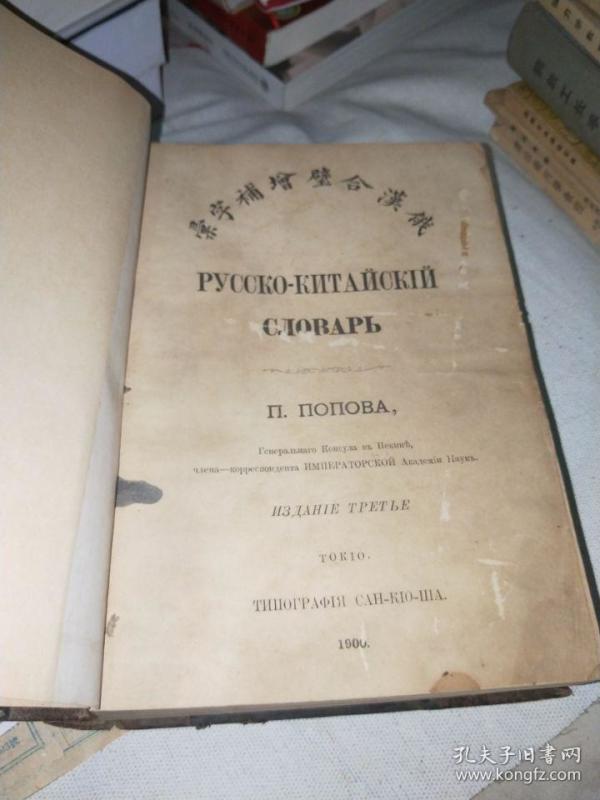 俄漢合璧增補字彙
РУССКО-КИТАЙСКІЙ
СЛОВАРЬ
П. ПОПОВА,
Генеральнаго Консула въ Пекинѣ,
члена—корреспондента ИМПЕРАТОРСКОЙ Академіи Наукъ.
ИЗДАНІЕ ТРЕТЬЕ
ТОКІО.
ТИПОГРАФІЯ САН-КІО-ША.
1900.
孔夫子旧书网
www.kongfz.com